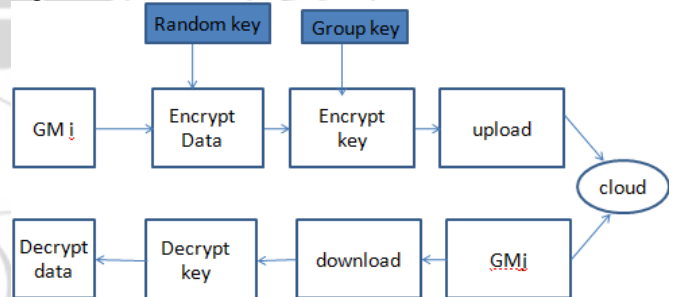 Random key
Group key
GM i
Encrypt
Data
Encrypt
key
upload
cloud
Decrypt
data
Decrypt
key
download
GMj